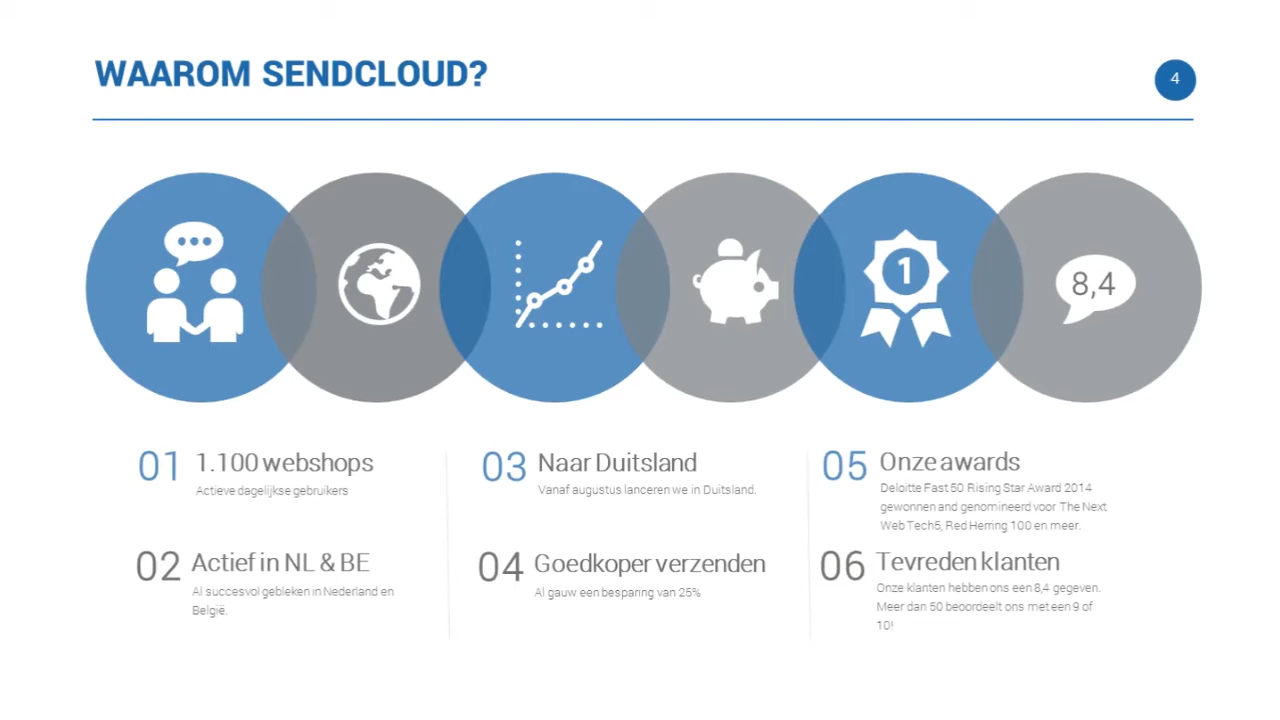 WAAROM SENDCLOUD?
4
1
8,4
01 1.100 webshops
Actieve dagelijkse gebruikers
02 Actief in NL & BE
Al succesvol gebleken in Nederland en
België.
03 Naar Duitsland
Vanaf augustus lanceren we in Duitsland.
04 Goedkoper verzenden
Al gauw een besparing van 25%
05 Onze awards
Deloitte Fast 50 Rising Star Award 2014
gewonnen and genomineerd voor The Next
Web Tech5, Red Herring 100 en meer.
06 Tevreden klanten
Onze klanten hebben ons een 8,4 gegeven.
Meer dan 50 beoordeelt ons met een 9 of
10!